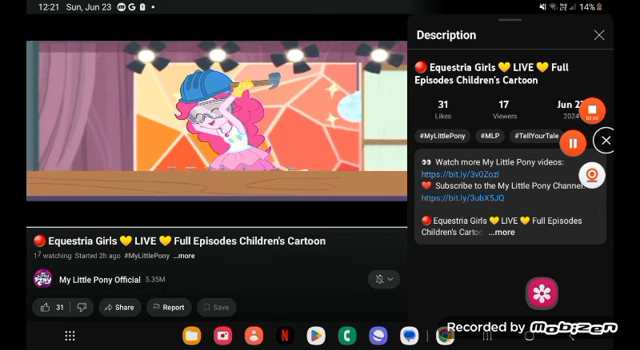 12:21 Sun, Jun 23
14%
Description
🔴 Equestria Girls 💛 LIVE 💛 Full
Episodes Children's Cartoon
31
Likes
17
Viewers
2024
#MyLittlePony
#MLP
#TellYourTale
👀 Watch more My Little Pony videos:
https://bit.ly/3v0Zozl
❤️ Subscribe to the My Little Pony Channel
https://bit.ly/3ubX5JQ
🔴Equestria Girls 💛 LIVE 💛 Full Episodes
Children's Cartoo ...more
🔴 Equestria Girls 💛 LIVE 💛 Full Episodes Children's Cartoon
17 watching Started 2h ago #MyLittlePony ...more
My Little Pony Official 5.35M
31
Share
Report
Save
Recorded by Mobizen